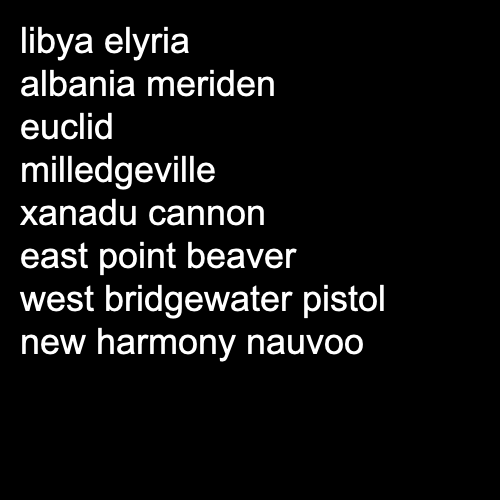 libya elyria
albania meriden
euclid
milledgeville
xanadu cannon
east point beaver
west bridgewater pistol
new harmony nauvoo